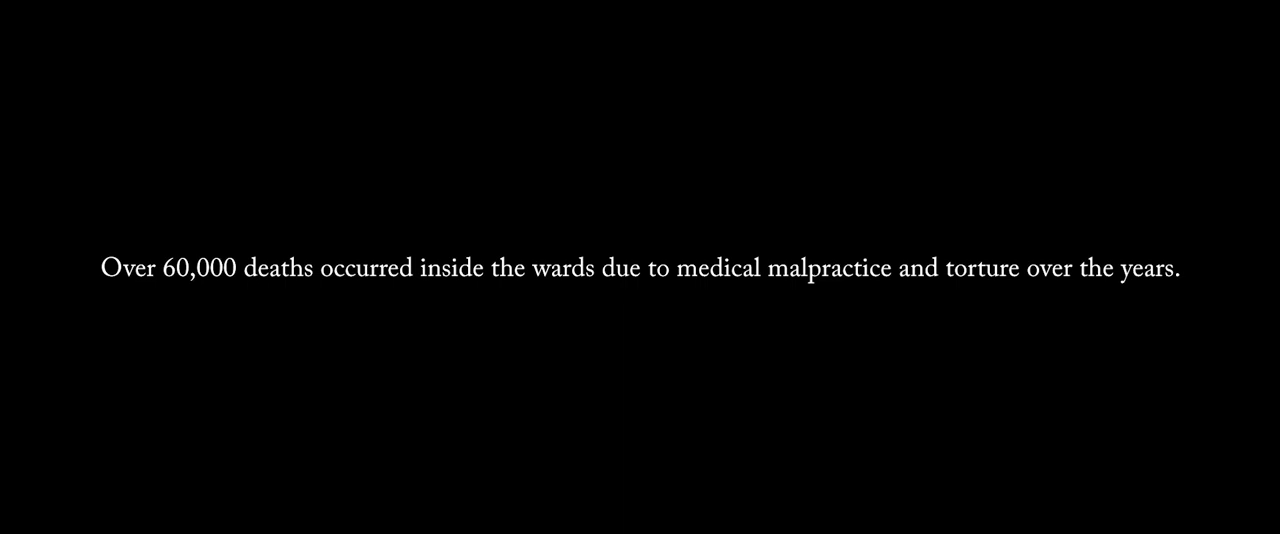 Over 60,000 deaths occurred inside the wards due to medical malpractice and torture over the years.